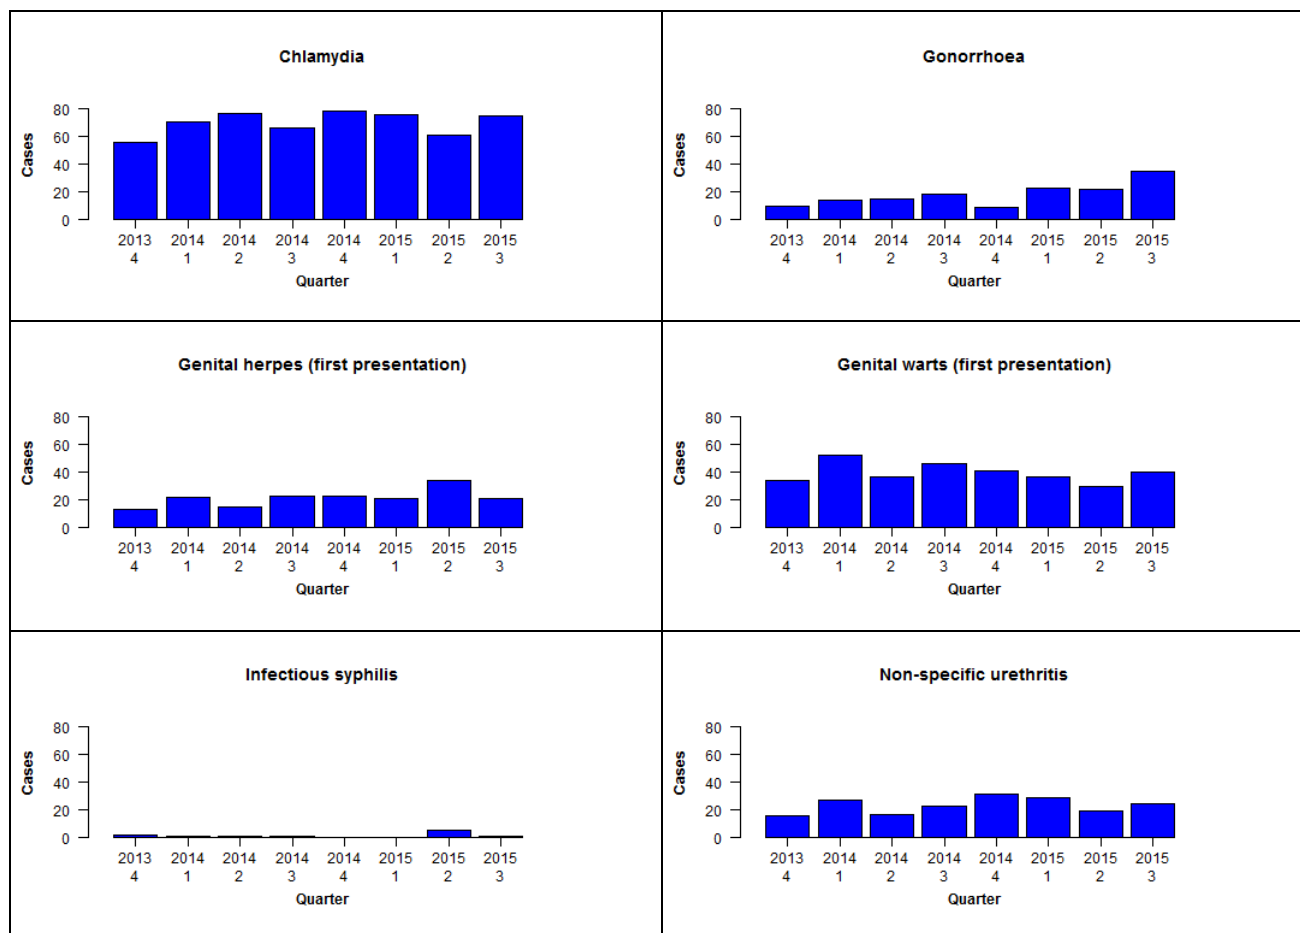 Chlamydia
Cases
80
60
40
20
0
2013 2014 2014 2014 2014 2015 2015 2015
4 1 2 3 4 1 2 3
Quarter
Gonorrhoea
Cases
80
60
40
20
0
2013 2014 2014 2014 2014 2015 2015 2015
4 1 2 3 4 1 2 3
Quarter
Genital herpes (first presentation)
Cases
80
60
40
20
0
2013 2014 2014 2014 2014 2015 2015 2015
4 1 2 3 4 1 2 3
Quarter
Genital warts (first presentation)
Cases
80
60
40
20
0
2013 2014 2014 2014 2014 2015 2015 2015
4 1 2 3 4 1 2 3
Quarter
Infectious syphilis
Cases
80
60
40
20
0
2013 2014 2014 2014 2014 2015 2015 2015
4 1 2 3 4 1 2 3
Quarter
Non-specific urethritis
Cases
80
60
40
20
0
2013 2014 2014 2014 2014 2015 2015 2015
4 1 2 3 4 1 2 3
Quarter